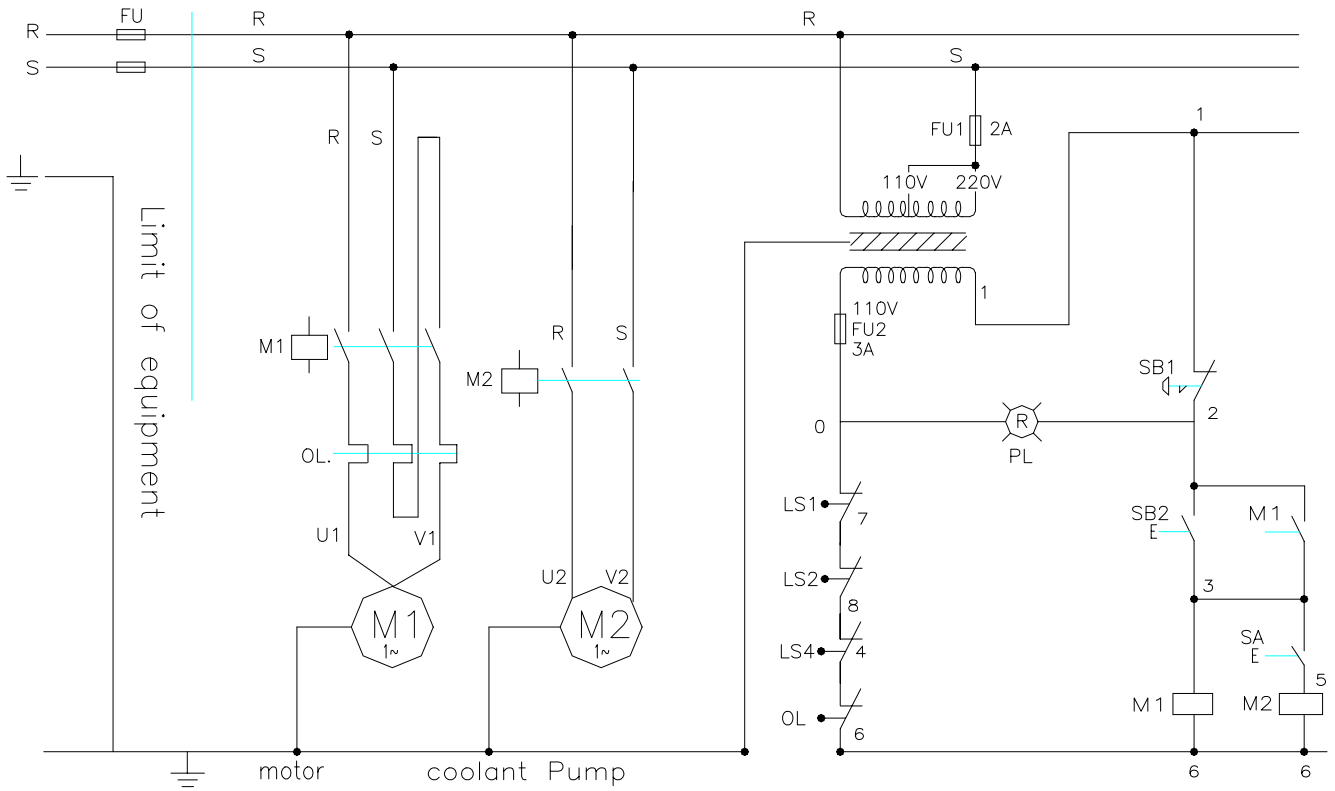 FU
R
R
R
S
S
S
1
FU1
2A
R
S
110V
220V
1
110V
FU2
3A
Limit of equipment
M1
R
S
M2
SB1
2
0
R
PL
OL.
LS1
7
SB2
E
M1
U1
V1
U2
V2
LS2
8
3
M1
1~
M2
1~
LS4
4
SA
E
5
OL
6
M1
M2
motor
coolant Pump
6
6